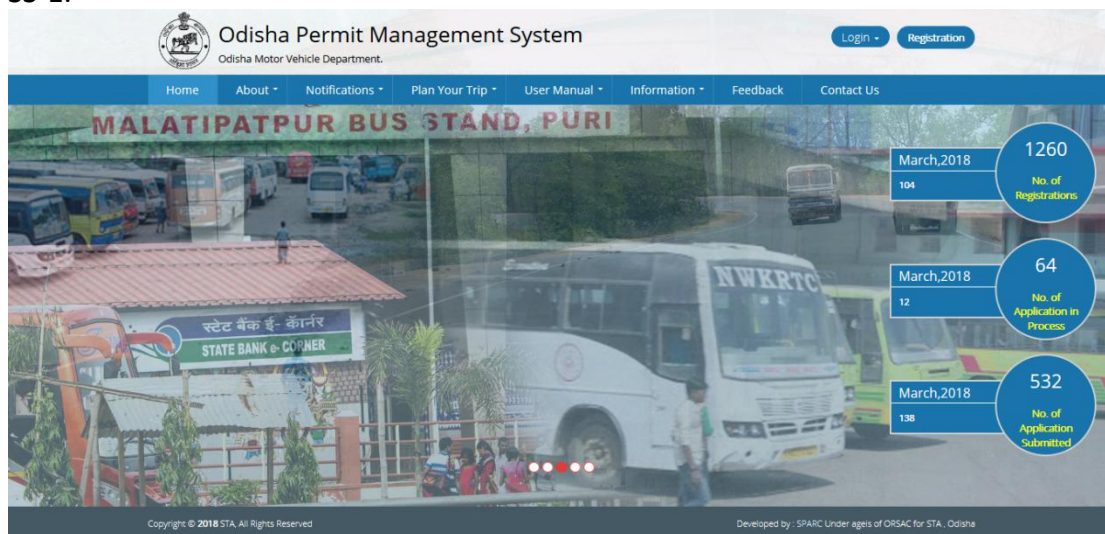 Odisha Permit Management System
Odisha Motor Vehicle Department.
Login
Registration
Home About Notifications Plan Your Trip User Manual Information Feedback Contact Us
MALATIPATPUR BUS STAND, PURI
March,2018
104
1260
No. of
Registrations
NWKRTC
March,2018
12
64
No. of
Application in
Process
स्टेट बैंक ई- कॉर्नर
STATE BANK e- CORNER
March,2018
138
532
No. of
Application
Submitted
Copyright © 2018 STA, All Rights Reserved
Developed by : SPARC Under ageis of ORSAC for STA , Odisha